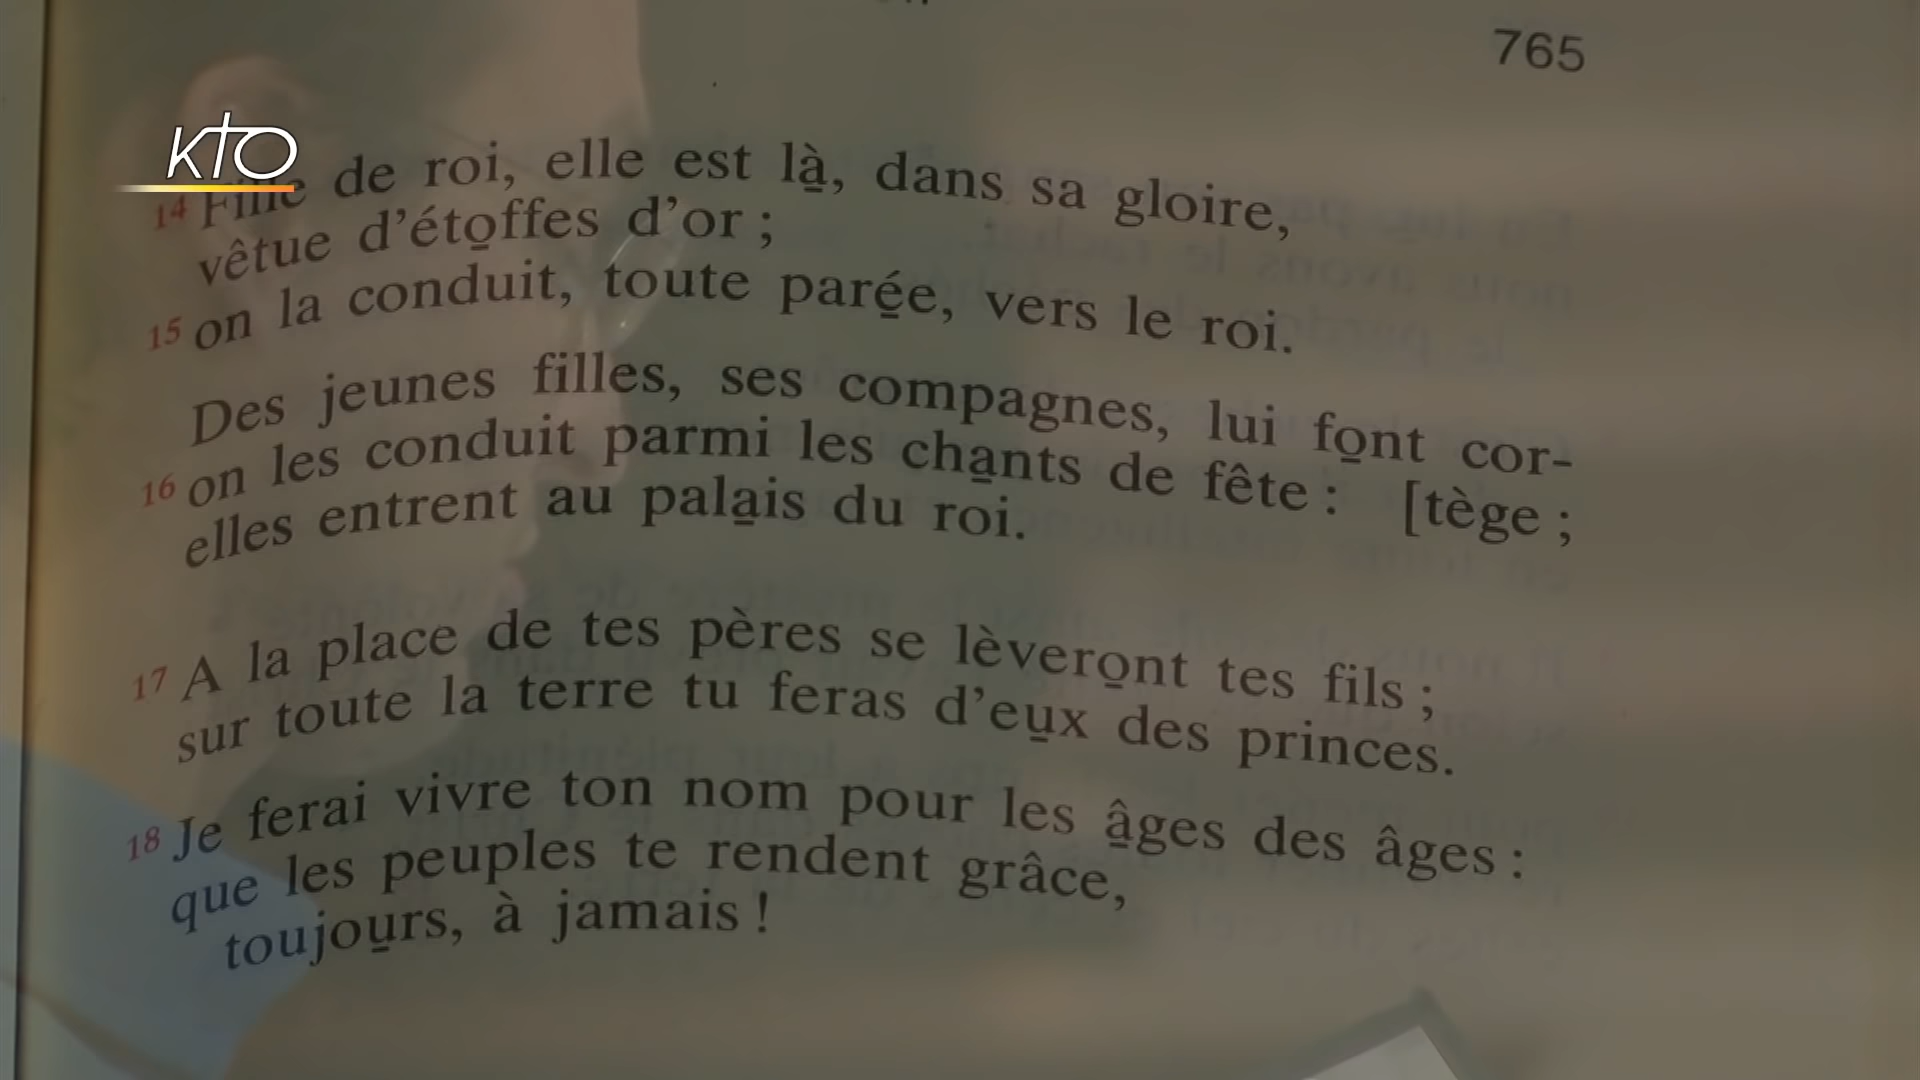 765
KTO
14 Fille de roi, elle est là, dans sa gloire,
vêtue d'étoffes d'or ;
15 on la conduit, toute parée, vers le roi.
Des jeunes filles, ses compagnes, lui font cor-
16 on les conduit parmi les chants de fête : [tège ;
elles entrent au palais du roi.
17 A la place de tes pères se lèveront tes fils ;
sur toute la terre tu feras d'eux des princes.
18 Je ferai vivre ton nom pour les âges des âges :
que les peuples te rendent grâce,
toujours, à jamais !